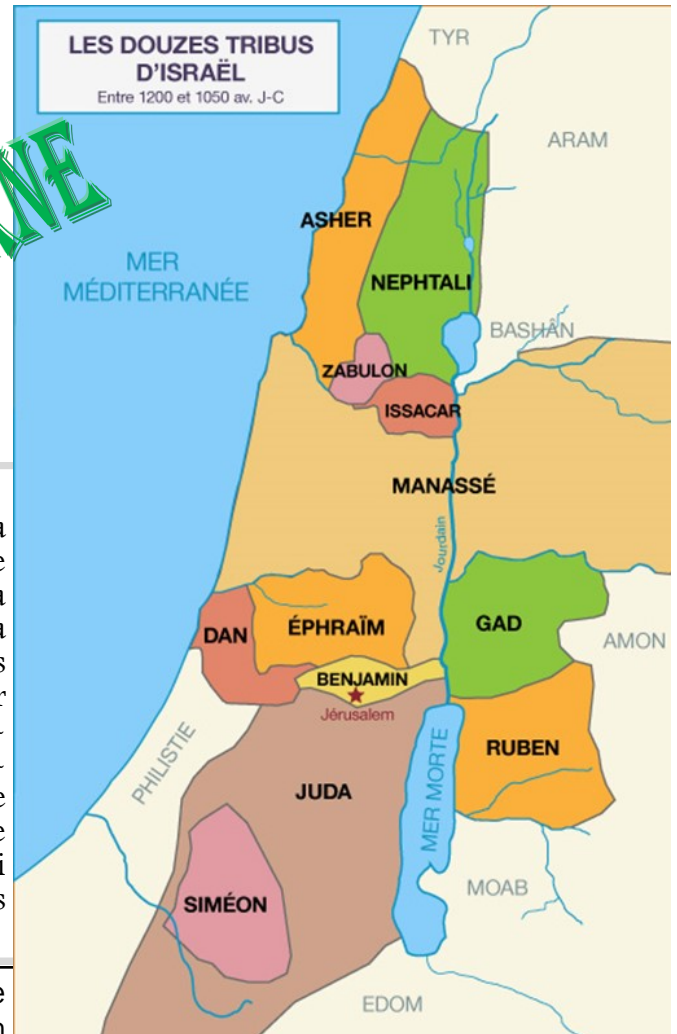 LES DOUZES TRIBUS
D'ISRAËL
Entre 1200 et 1050 av. J-C
TYR
ARAM
ASHER
MER
MÉDITERRANÉE
NEPHTALI
BASHÂN
ZABULON
ISSACAR
MANASSÉ
Jourdain
DAN
ÉPHRAÏM
GAD
AMON
BENJAMIN
Jérusalem
PHILISTIE
RUBEN
JUDA
MER MORTE
MOAB
SIMÉON
EDOM